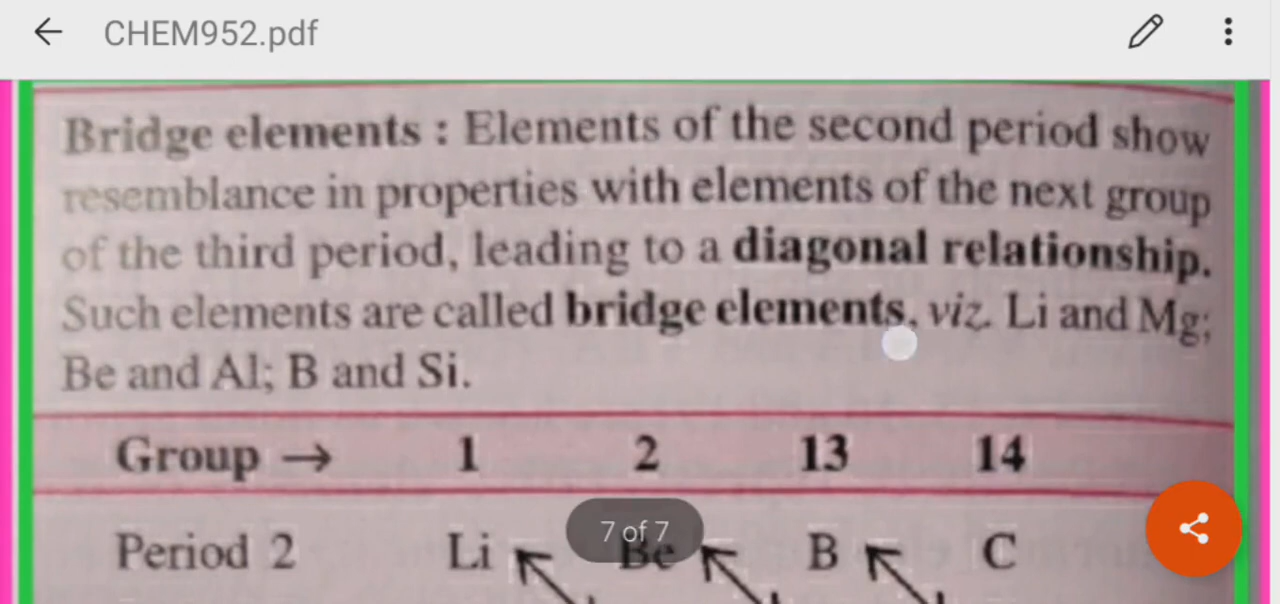 CHEM952.pdf
Bridge elements : Elements of the second period show
resemblance in properties with elements of the next group
of the third period, leading to a diagonal relationship.
Such elements are called bridge elements, viz. Li and Mg;
Be and Al; B and Si.
Group → 1 2 13 14
7 of 7
Period 2 Li Be B C